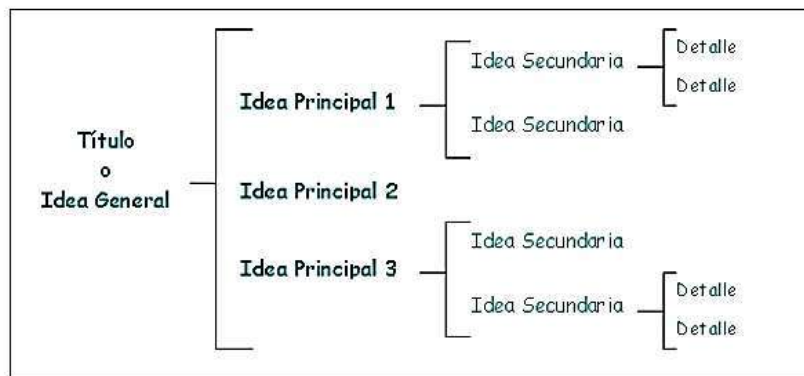 Título
o
Idea General
Idea Principal 1
Idea Secundaria
Detalle
Detalle
Idea Secundaria
Idea Principal 2
Idea Principal 3
Idea Secundaria
Idea Secundaria
Detalle
Detalle